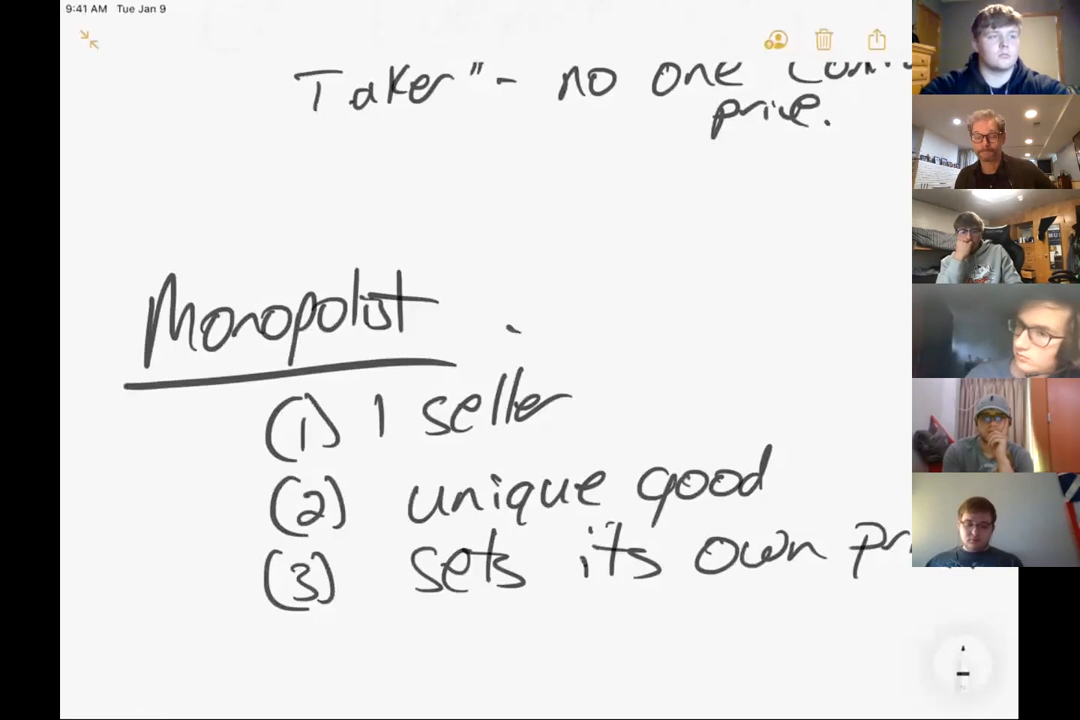 9:41 AM Tue Jan 9
Taker" - no one
price.
Monopolist
(1) 1 seller
(2) unique good
(3) sets its own